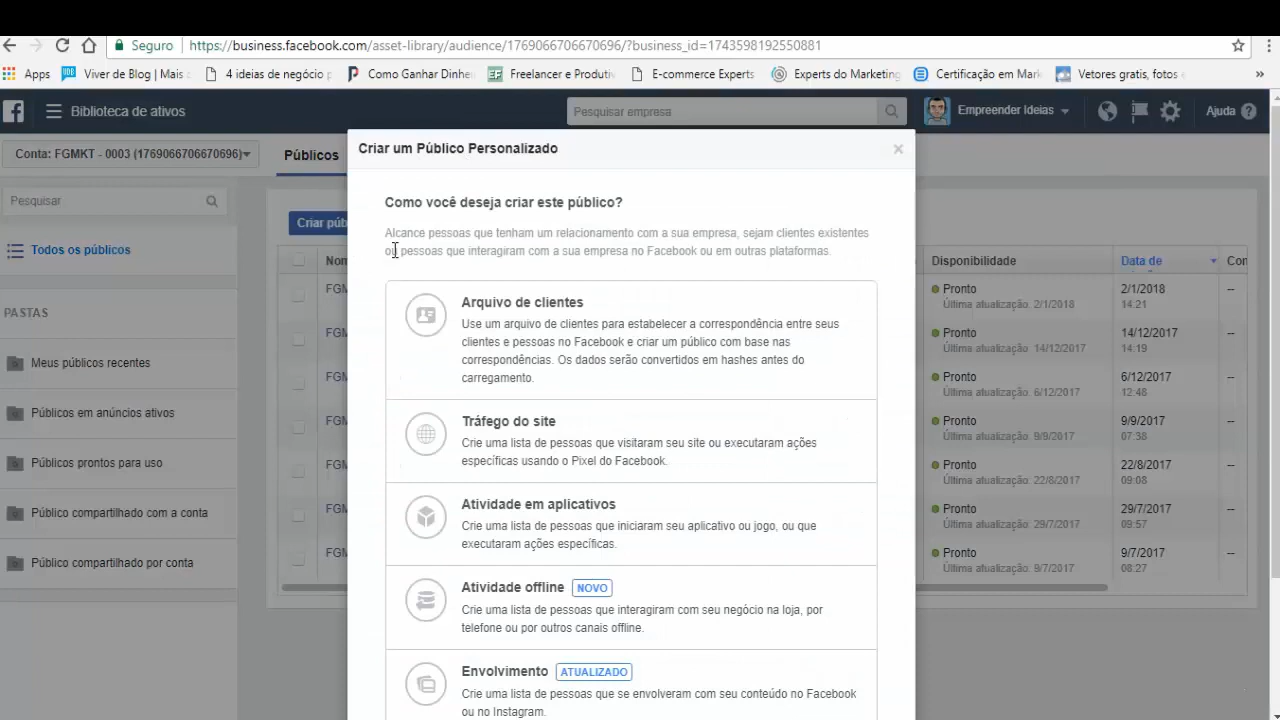 Seguro https://business.facebook.com/asset-library/audience/1769066706670696/?business_id=1743598192550881
Apps Viver de Blog | Mais 4 ideias de negócio Como Ganhar Dinhe Freelancer e Produti E-commerce Experts Experts do Marketing Certificação em Mark Vetores gratis, fotos »
Biblioteca de ativos Pesquisar empresa Empreender Ideias Ajuda ?
Conta: FGMKT - 0003 (1769066706670696) Públicos
Criar um Público Personalizado ×
Pesquisar
Todos os públicos
PASTAS
Meus públicos recentes
Públicos em anúncios ativos
Públicos prontos para uso
Público compartilhado com a conta
Público compartilhado por conta
Criar púb
Nom
FGM
FGM
FGM
FGM
FGM
FGM
FGM
Como você deseja criar este público?
Alcance pessoas que tenham um relacionamento com a sua empresa, sejam clientes existentes
ou pessoas que interagiram com a sua empresa no Facebook ou em outras plataformas.
Arquivo de clientes
Use um arquivo de clientes para estabelecer a correspondência entre seus
clientes e pessoas no Facebook e criar um público com base nas
correspondências. Os dados serão convertidos em hashes antes do
carregamento.
Tráfego do site
Crie uma lista de pessoas que visitaram seu site ou executaram ações
específicas usando o Pixel do Facebook.
Atividade em aplicativos
Crie uma lista de pessoas que iniciaram seu aplicativo ou jogo, ou que
executaram ações específicas.
Atividade offline NOVO
Crie uma lista de pessoas que interagiram com seu negócio na loja, por
telefone ou por outros canais offline.
Envolvimento ATUALIZADO
Crie uma lista de pessoas que se envolveram com seu conteúdo no Facebook
ou no Instagram.
Disponibilidade Data de Con
Pronto 2/1/2018 --
Última atualização: 2/1/2018 14:21
Pronto 14/12/2017 --
Última atualização: 14/12/2017 14:19
Pronto 6/12/2017 --
Última atualização: 6/12/2017 12:48
Pronto 9/9/2017 --
Última atualização: 9/9/2017 07:38
Pronto 22/8/2017 --
Última atualização: 22/8/2017 09:08
Pronto 29/7/2017 --
Última atualização: 29/7/2017 09:57
Pronto 9/7/2017 --
Última atualização: 9/7/2017 08:27